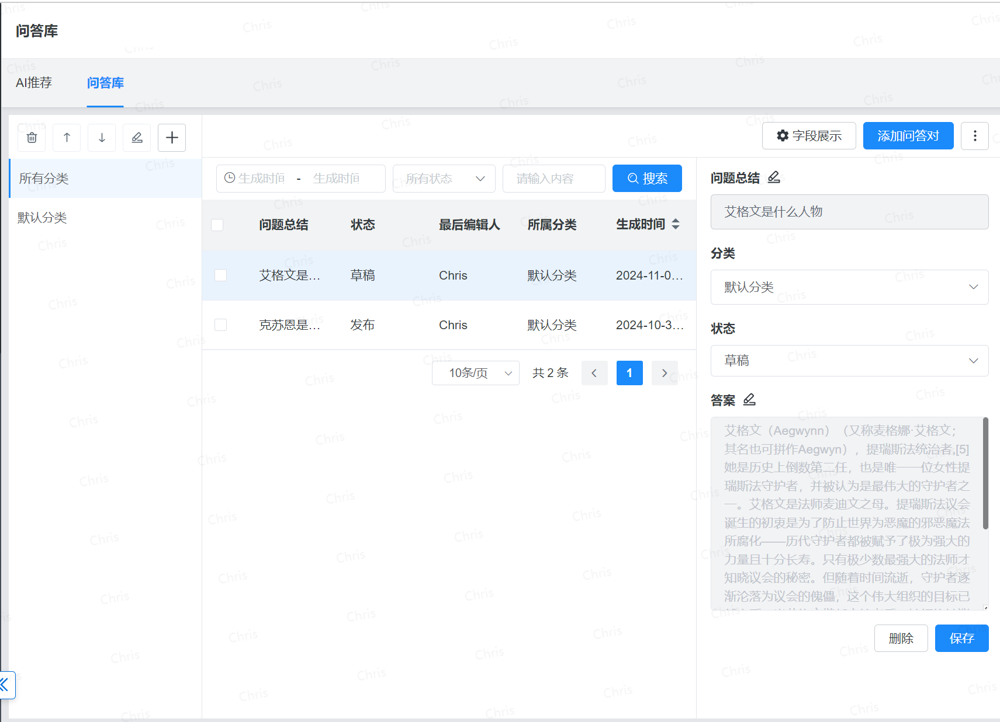 问答库
AI推荐
问答库
字段展示
添加问答对
所有分类
默认分类
生成时间 - 生成时间
所有状态
请输入内容
搜索
问题总结 状态 最后编辑人 所属分类 生成时间
艾格文是... 草稿 Chris 默认分类 2024-11-0...
克苏恩是... 发布 Chris 默认分类 2024-10-3...
10条/页
共 2 条
1
问题总结
艾格文是什么人物
分类
默认分类
状态
草稿
答案
艾格文（Aegwynn）（又称麦格娜·艾格文；
其名也可拼作Aegwyn），提瑞斯法统治者,[5]
她是历史上倒数第二任，也是唯一一位女性提
瑞斯法守护者，并被认为是最伟大的守护者之
一。艾格文是法师麦迪文之母。提瑞斯法议会
诞生的初衷是为了防止世界为恶魔的邪恶魔法
所腐化——历代守护者都被赋予了极为强大的
力量且十分长寿。只有极少数最强大的法师才
知晓议会的秘密。但随着时间流逝，守护者逐
渐沦落为议会的傀儡，这个伟大组织的目标已
删除
保存
Chris